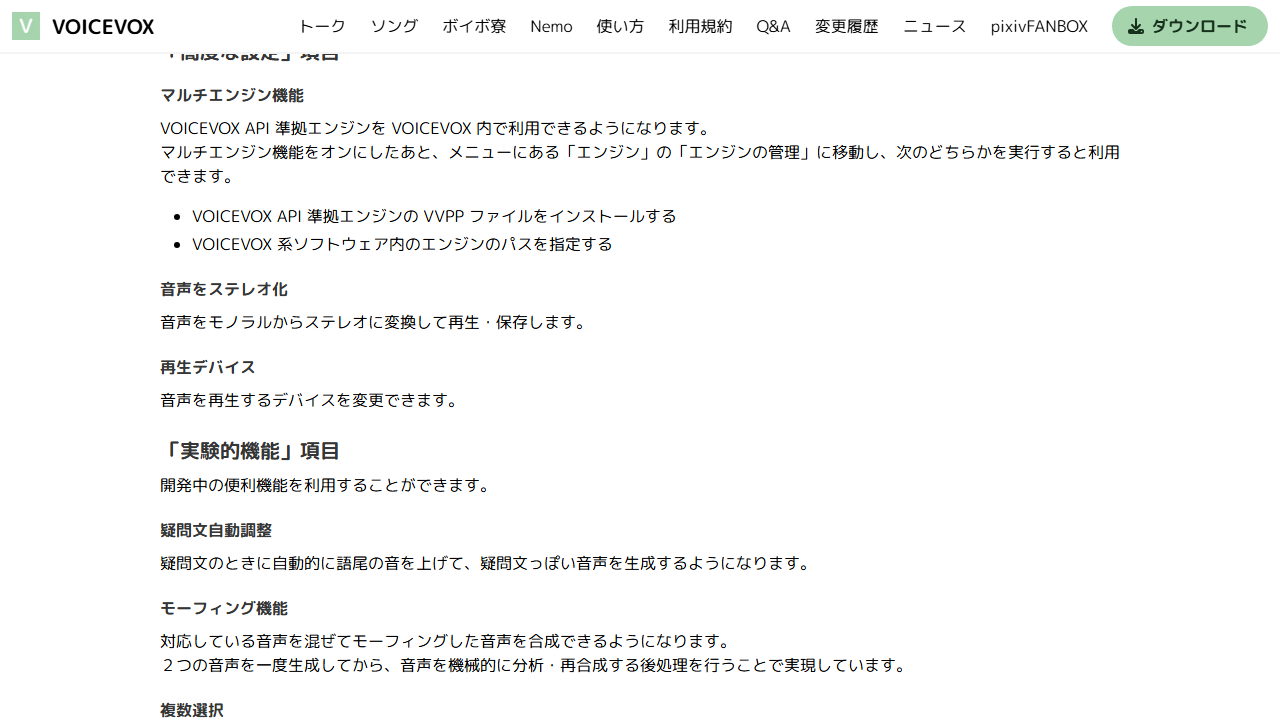 V VOICEVOX トーク ソング ボイボ寮 Nemo 使い方 利用規約 Q&A 変更履歴 ニュース pixivFANBOX ダウンロード
「高度な設定」項目
マルチエンジン機能
VOICEVOX API 準拠エンジンを VOICEVOX 内で利用できるようになります。
マルチエンジン機能をオンにしたあと、メニューにある「エンジン」の「エンジンの管理」に移動し、次のどちらかを実行すると利用
できます。
• VOICEVOX API 準拠エンジンの VVPP ファイルをインストールする
• VOICEVOX 系ソフトウェア内のエンジンのパスを指定する
音声をステレオ化
音声をモノラルからステレオに変換して再生・保存します。
再生デバイス
音声を再生するデバイスを変更できます。
「実験的機能」項目
開発中の便利機能を利用することができます。
疑問文自動調整
疑問文のときに自動的に語尾の音を上げて、疑問文っぽい音声を生成するようになります。
モーフィング機能
対応している音声を混ぜてモーフィングした音声を合成できるようになります。
２つの音声を一度生成してから、音声を機械的に分析・再合成する後処理を行うことで実現しています。
複数選択